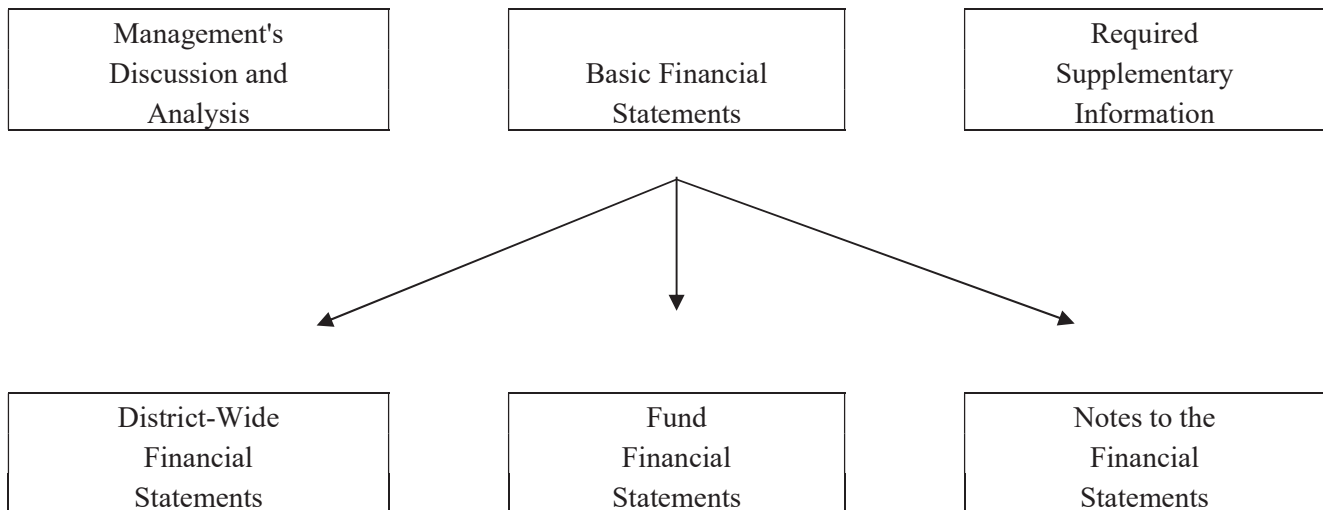 Management's
Discussion and
Analysis
Basic Financial
Statements
Required
Supplementary
Information
District-Wide
Financial
Statements
Fund
Financial
Statements
Notes to the
Financial
Statements